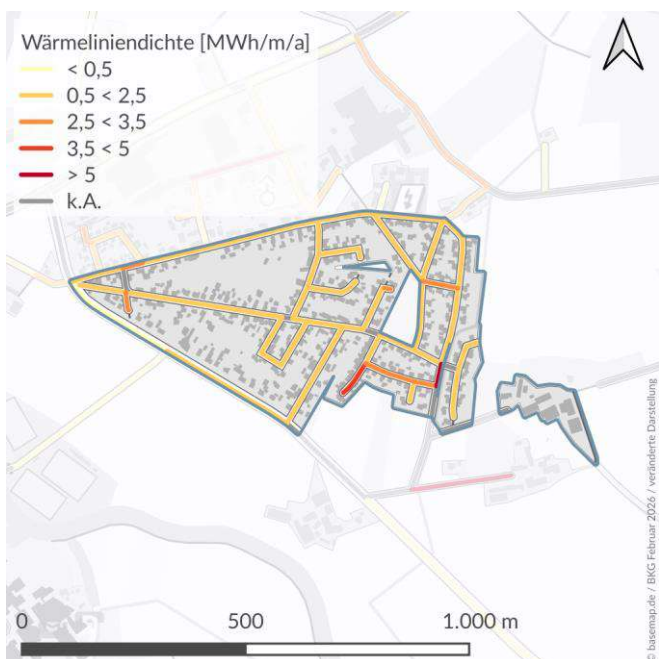 Wärmeliniendichte [MWh/m/a]
< 0,5
0,5 < 2,5
2,5 < 3,5
3,5 < 5
> 5
k.A.
© basemap.de / BKG Februar 2026 / veränderte Darstellung
0 500 1.000 m